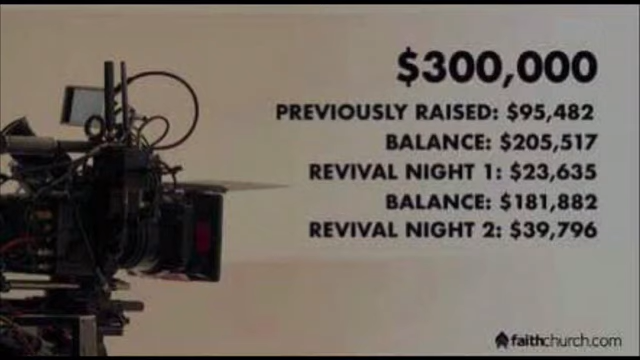 $300,000
PREVIOUSLY RAISED: $95,482
BALANCE: $205,517
REVIVAL NIGHT 1: $23,635
BALANCE: $181,882
REVIVAL NIGHT 2: $39,796
faithchurch.com